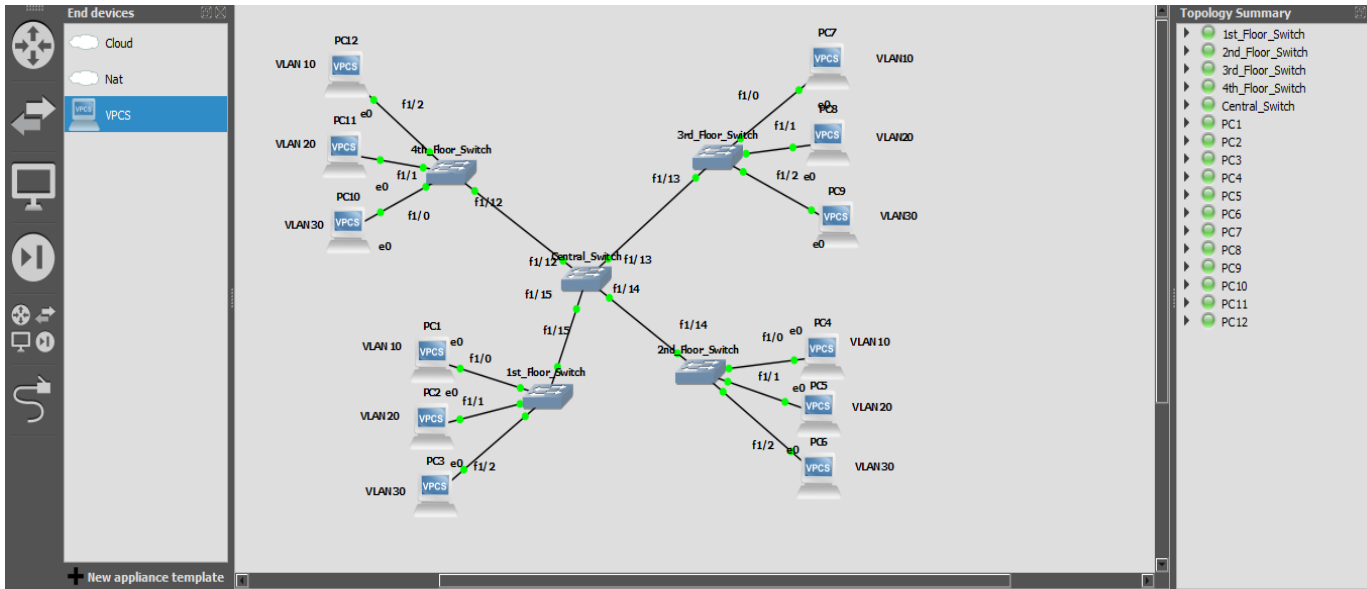 End devices
Cloud
Nat
VPCS
VPCS
New appliance template
PC12
VLAN 10
VPCS
f1/2
e0
PC11
VLAN 20
VPCS
4th_Floor_Switch
f1/1
e0
PC10
VLAN30
VPCS
f1/0
e0
f1/12
PC7
VPCS
VLAN10
f1/0
e0
PC8
3rd_Floor_Switch
f1/1
VPCS
VLAN20
f1/13
f1/2
e0
PC9
VPCS
VLAN30
e0
f1/12
Central_Switch
f1/13
f1/15
f1/14
PC1
e0
VLAN 10
VPCS
f1/0
f1/15
1st_Floor_Switch
PC2
e0
VLAN20
VPCS
f1/1
PC3
e0
f1/2
VLAN30
VPCS
f1/14
2nd_Floor_Switch
PC4
f1/0
e0
VPCS
VLAN 10
f1/1
e0
PC5
VPCS
VLAN 20
PC6
f1/2
e0
VPCS
VLAN30
Topology Summary
1st_Floor_Switch
2nd_Floor_Switch
3rd_Floor_Switch
4th_Floor_Switch
Central_Switch
PC1
PC2
PC3
PC4
PC5
PC6
PC7
PC8
PC9
PC10
PC11
PC12